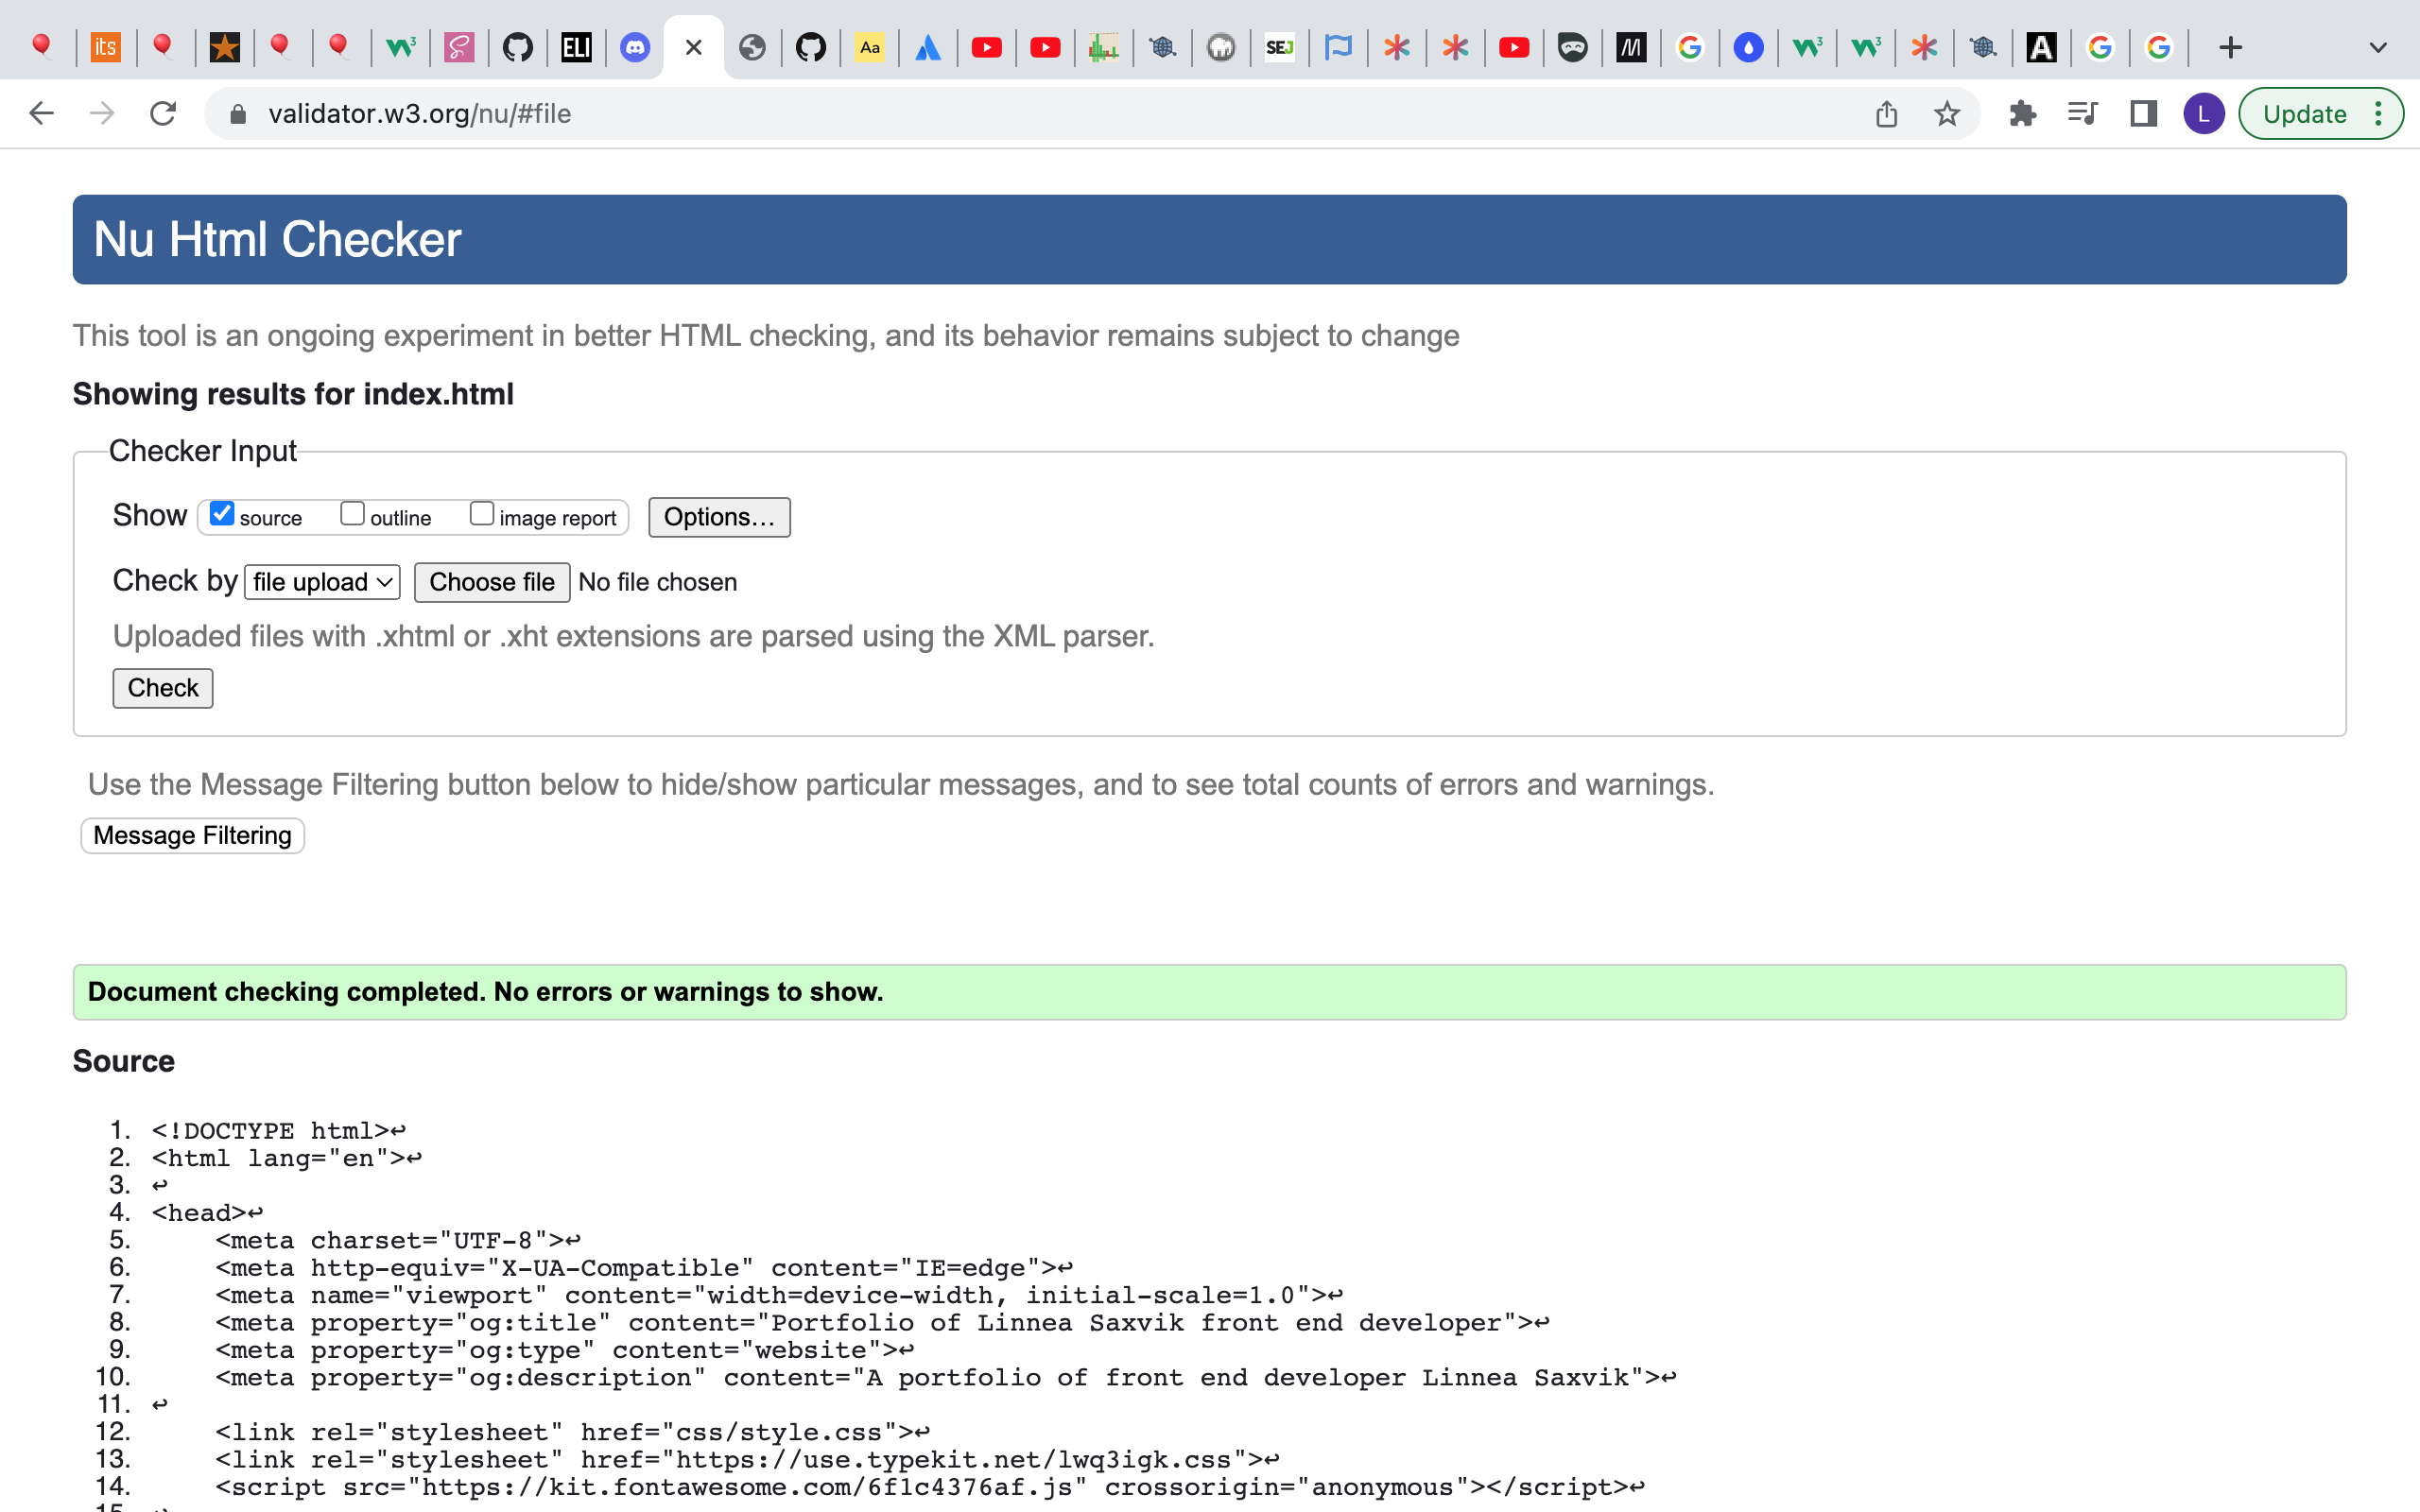 its
ELI
Aa
SEJ
validator.w3.org/nu/#file
L
Update
Nu Html Checker
This tool is an ongoing experiment in better HTML checking, and its behavior remains subject to change
Showing results for index.html
Checker Input
Show source outline image report Options...
Check by file upload Choose file No file chosen
Uploaded files with .xhtml or .xht extensions are parsed using the XML parser.
Check
Use the Message Filtering button below to hide/show particular messages, and to see total counts of errors and warnings.
Message Filtering
Document checking completed. No errors or warnings to show.
Source
1. <!DOCTYPE html>↩
2. <html lang="en">↩
3. ↩
4. <head>↩
5. <meta charset="UTF-8">↩
6. <meta http-equiv="X-UA-Compatible" content="IE=edge">↩
7. <meta name="viewport" content="width=device-width, initial-scale=1.0">↩
8. <meta property="og:title" content="Portfolio of Linnea Saxvik front end developer">↩
9. <meta property="og:type" content="website">↩
10. <meta property="og:description" content="A portfolio of front end developer Linnea Saxvik">↩
11. ↩
12. <link rel="stylesheet" href="css/style.css">↩
13. <link rel="stylesheet" href="https://use.typekit.net/lwq3igk.css">↩
14. <script src="https://kit.fontawesome.com/6f1c4376af.js" crossorigin="anonymous"></script>↩